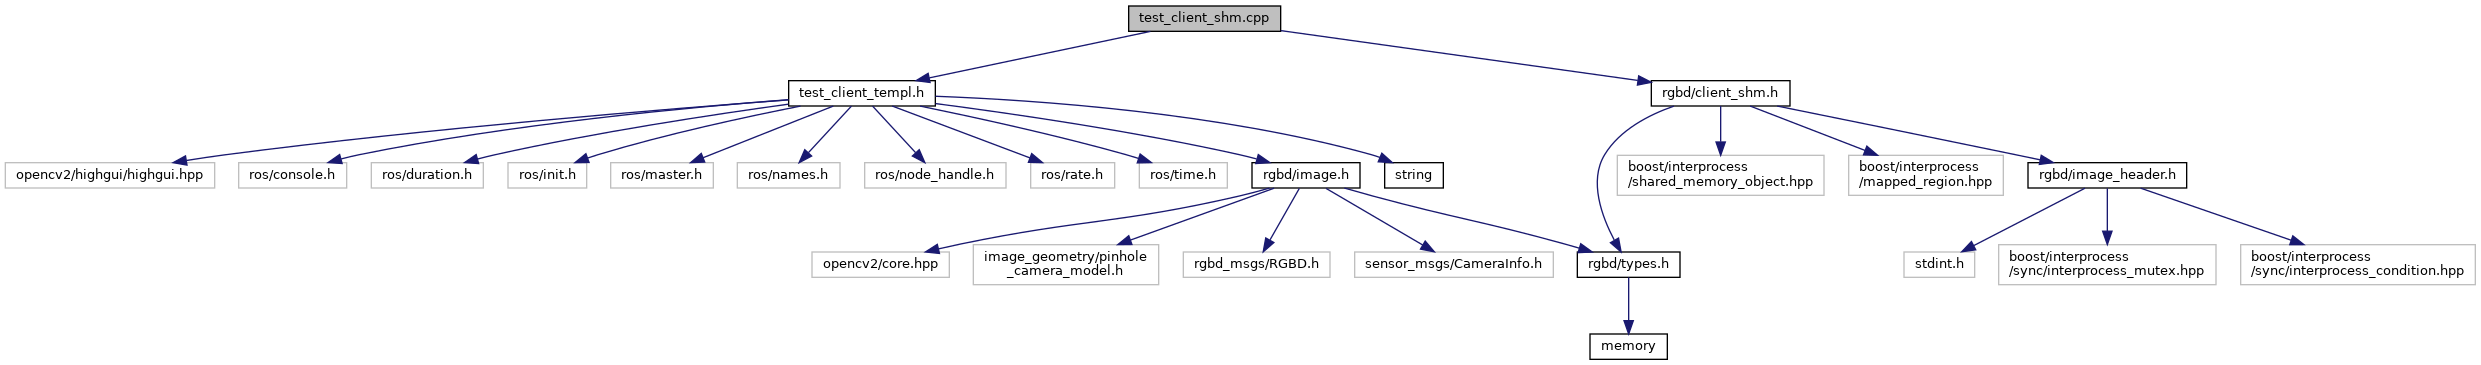 test_client_shm.cpp
test_client_templ.h
rgbd/client_shm.h
opencv2/highgui/highgui.hpp
ros/console.h
ros/duration.h
ros/init.h
ros/master.h
ros/names.h
ros/node_handle.h
ros/rate.h
ros/time.h
rgbd/image.h
string
boost/interprocess
/shared_memory_object.hpp
boost/interprocess
/mapped_region.hpp
rgbd/image_header.h
opencv2/core.hpp
image_geometry/pinhole
_camera_model.h
rgbd_msgs/RGBD.h
sensor_msgs/CameraInfo.h
rgbd/types.h
stdint.h
boost/interprocess
/sync/interprocess_mutex.hpp
boost/interprocess
/sync/interprocess_condition.hpp
memory